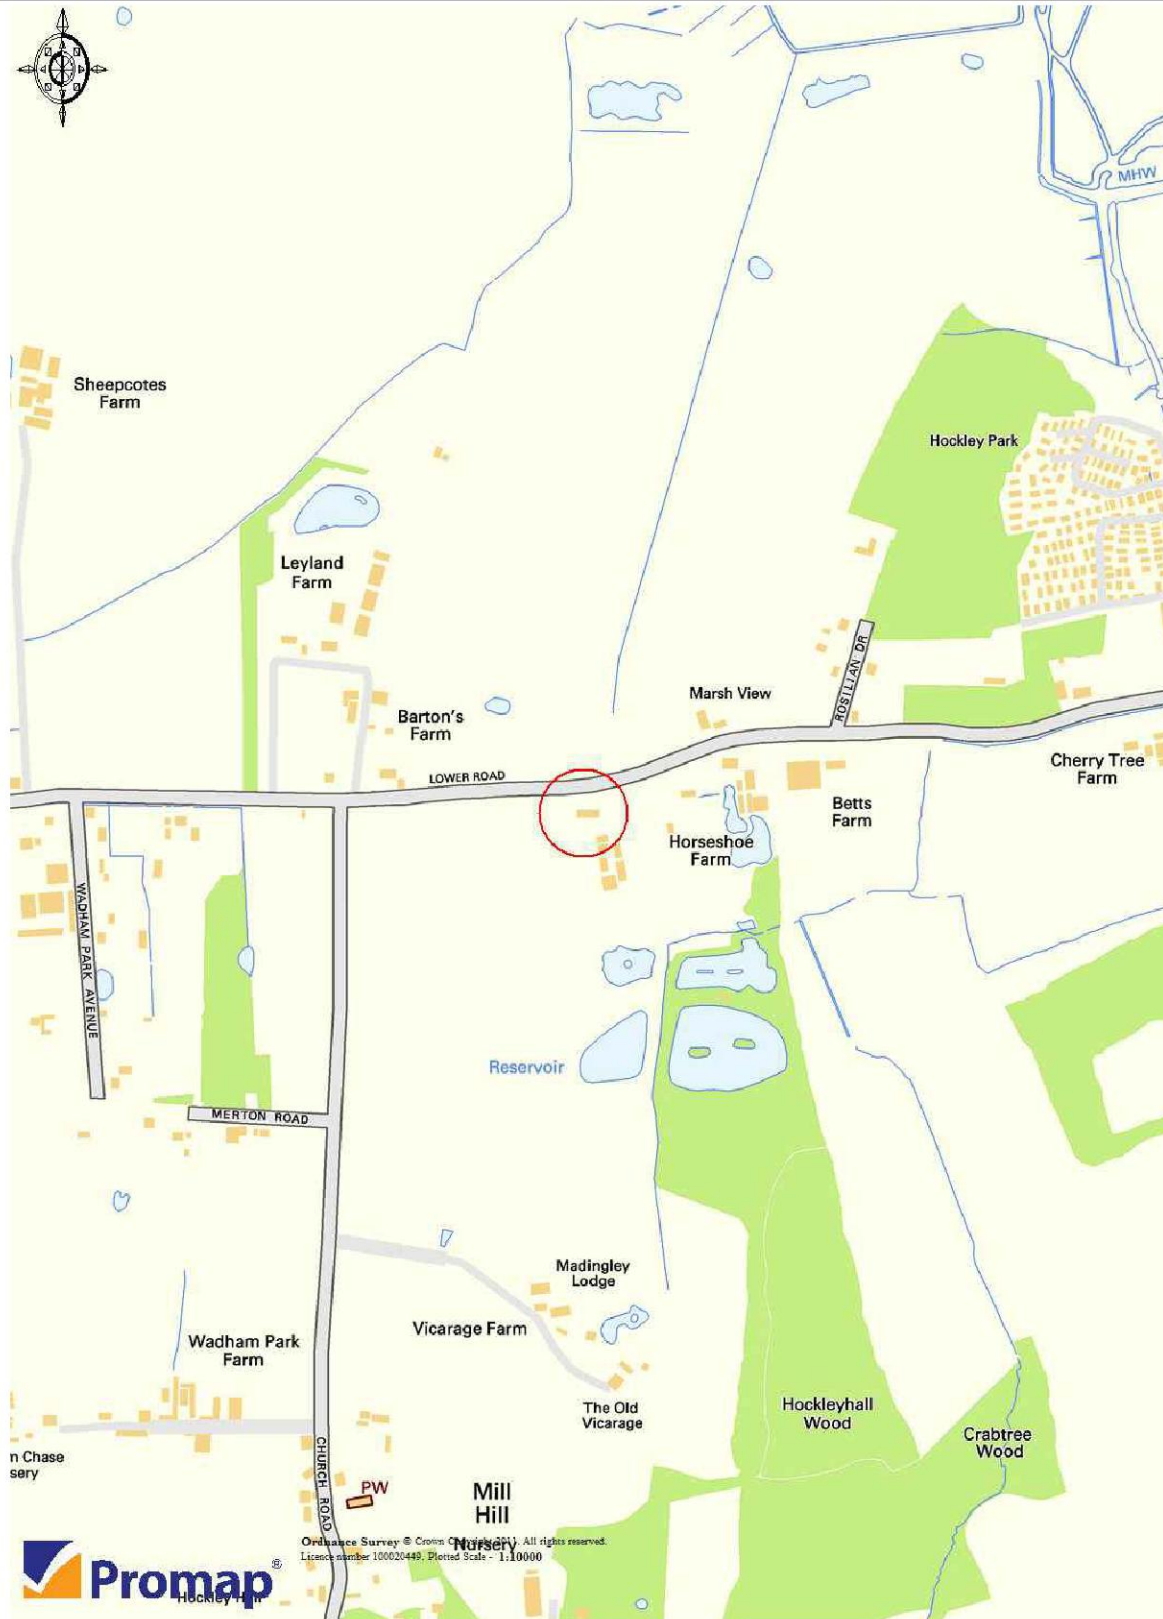 MHW
Sheepcotes
Farm
Hockley Park
Leyland
Farm
ROSILIAN DR
Marsh View
Barton's
Farm
LOWER ROAD
Cherry Tree
Farm
Betts
Farm
Horseshoe
Farm
WADHAM PARK AVENUE
Reservoir
MERTON ROAD
Madingley
Lodge
Vicarage Farm
Wadham Park
Farm
The Old
Vicarage
Hockleyhall
Wood
Crabtree
Wood
n Chase
sery
CHURCH ROAD
PW
Mill
Hill
Nursery
Ordnance Survey © Crown Copyright 2011. All rights reserved.
Licence number 100020449. Plotted Scale - 1:10000
Promap®
Hockley